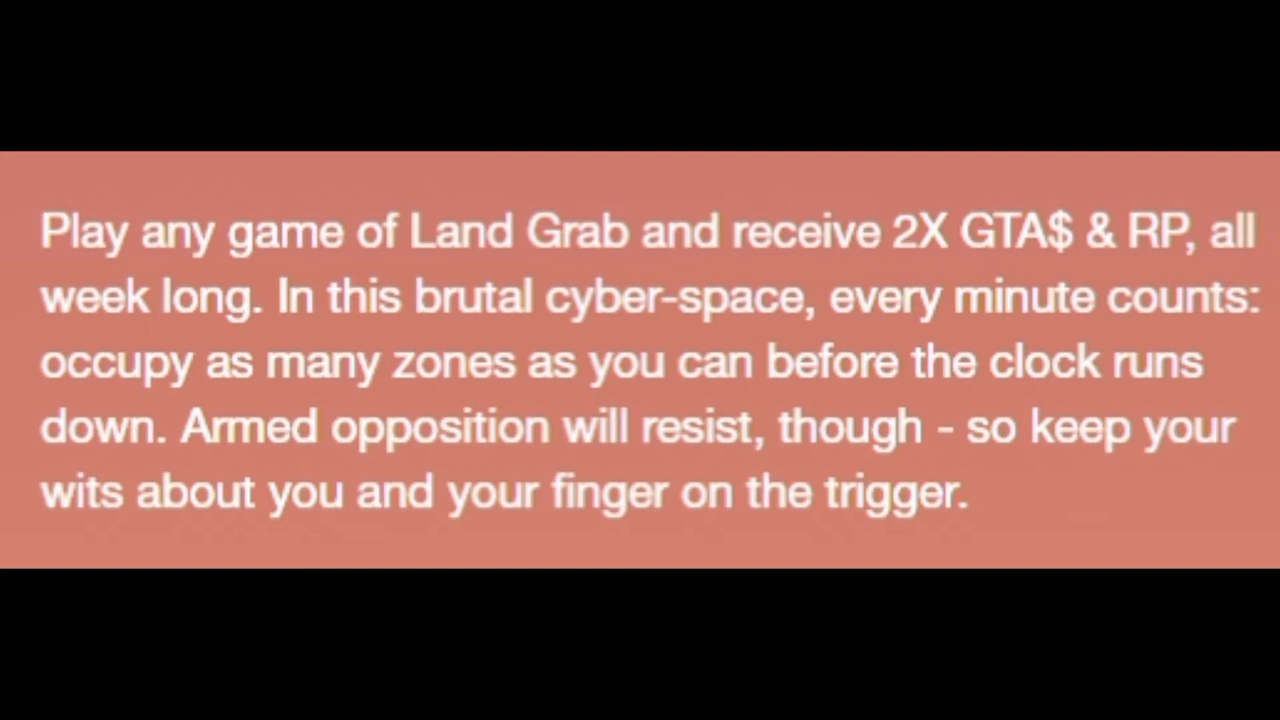 Play any game of Land Grab and receive 2X GTA$ & RP, all
week long. In this brutal cyber-space, every minute counts:
occupy as many zones as you can before the clock runs
down. Armed opposition will resist, though - so keep your
wits about you and your finger on the trigger.